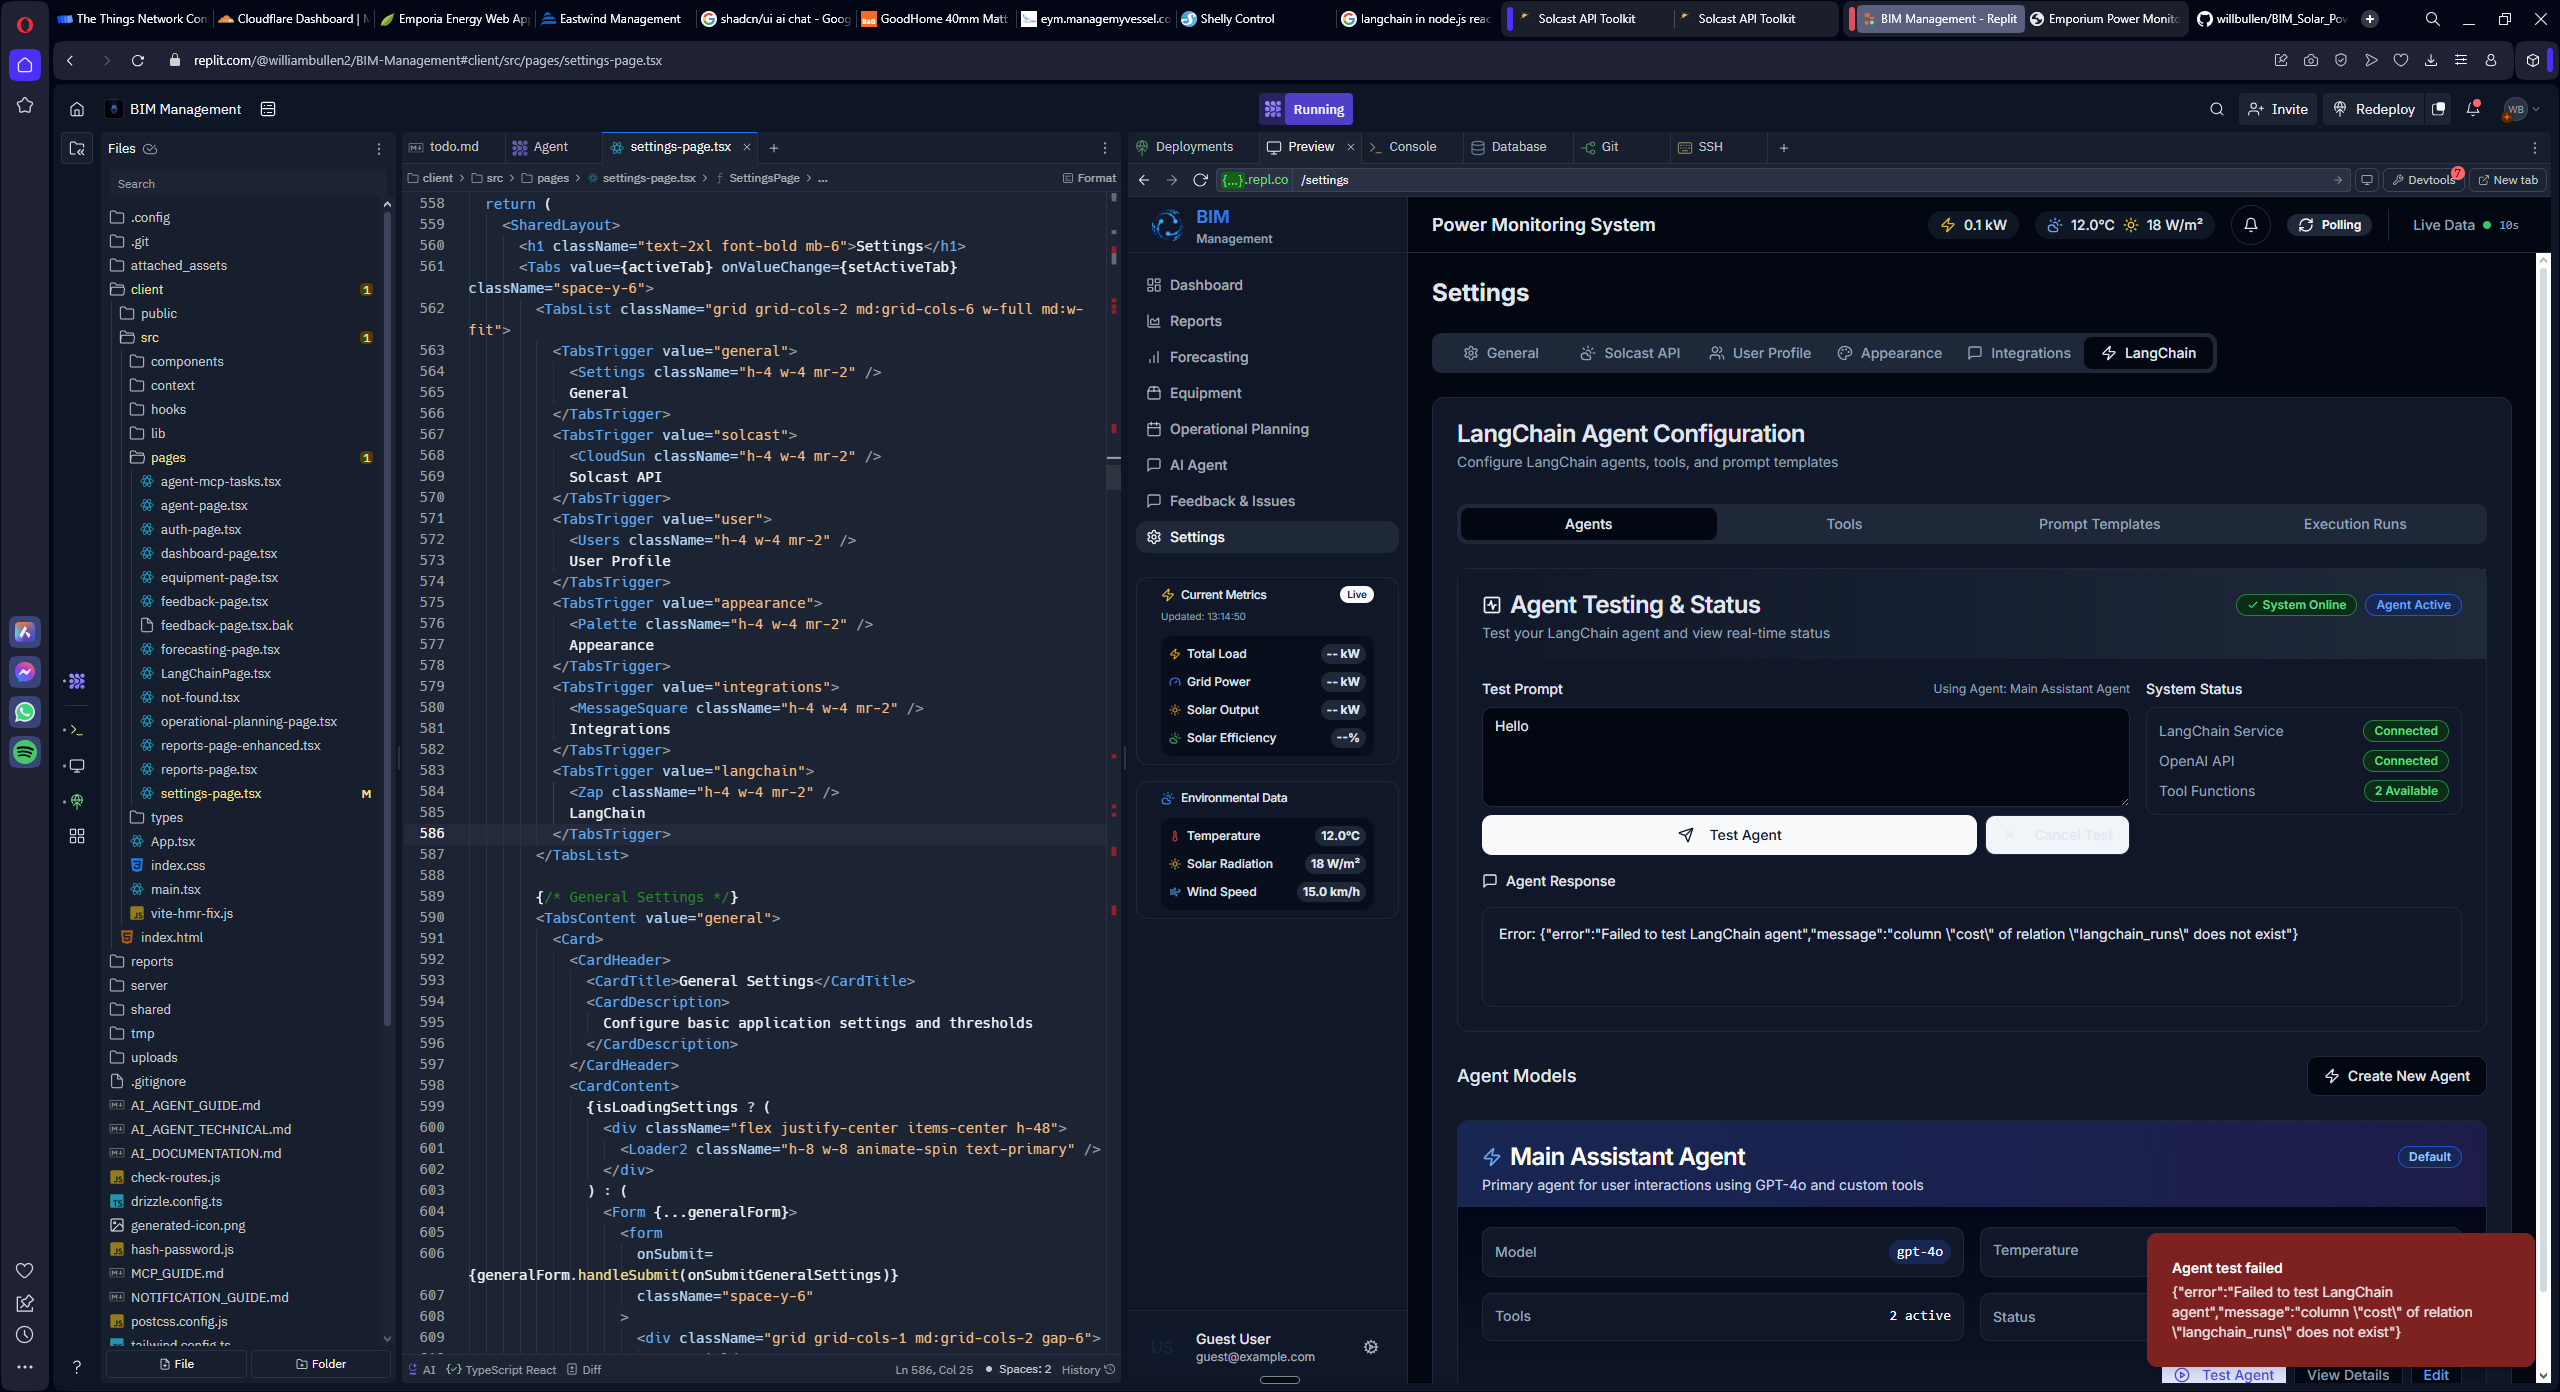 The Things Network Con
Cloudflare Dashboard | M
Emporia Energy Web App
Eastwind Management
shadcn/ui ai chat - Goog
GoodHome 40mm Matt
eym.managemyvessel.co
Shelly Control
langchain in node.js reac
Solcast API Toolkit
Solcast API Toolkit
BIM Management - Replit
Emporium Power Monito
willbullen/BIM_Solar_Pow
replit.com/@williambullen2/BIM-Management#client/src/pages/settings-page.tsx
BIM Management
Running
Invite
Redeploy
WB
Files
Search
.config
.git
attached_assets
client 1
public
src 1
components
context
hooks
lib
pages 1
agent-mcp-tasks.tsx
agent-page.tsx
auth-page.tsx
dashboard-page.tsx
equipment-page.tsx
feedback-page.tsx
feedback-page.tsx.bak
forecasting-page.tsx
LangChainPage.tsx
not-found.tsx
operational-planning-page.tsx
reports-page-enhanced.tsx
reports-page.tsx
settings-page.tsx M
types
App.tsx
index.css
main.tsx
vite-hmr-fix.js
index.html
reports
server
shared
tmp
uploads
.gitignore
AI_AGENT_GUIDE.md
AI_AGENT_TECHNICAL.md
AI_DOCUMENTATION.md
check-routes.js
drizzle.config.ts
generated-icon.png
hash-password.js
MCP_GUIDE.md
NOTIFICATION_GUIDE.md
postcss.config.js
tailwind.config.ts
File
Folder
todo.md
Agent
settings-page.tsx
client > src > pages > settings-page.tsx > SettingsPage > ...
Format
558 return (
559 <SharedLayout>
560 <h1 className="text-2xl font-bold mb-6">Settings</h1>
561 <Tabs value={activeTab} onValueChange={setActiveTab}
className="space-y-6">
562 <TabsList className="grid grid-cols-2 md:grid-cols-6 w-full md:w-
fit">
563 <TabsTrigger value="general">
564 <Settings className="h-4 w-4 mr-2" />
565 General
566 </TabsTrigger>
567 <TabsTrigger value="solcast">
568 <CloudSun className="h-4 w-4 mr-2" />
569 Solcast API
570 </TabsTrigger>
571 <TabsTrigger value="user">
572 <Users className="h-4 w-4 mr-2" />
573 User Profile
574 </TabsTrigger>
575 <TabsTrigger value="appearance">
576 <Palette className="h-4 w-4 mr-2" />
577 Appearance
578 </TabsTrigger>
579 <TabsTrigger value="integrations">
580 <MessageSquare className="h-4 w-4 mr-2" />
581 Integrations
582 </TabsTrigger>
583 <TabsTrigger value="langchain">
584 <Zap className="h-4 w-4 mr-2" />
585 LangChain
586 </TabsTrigger>
587 </TabsList>
588
589 {/* General Settings */}
590 <TabsContent value="general">
591 <Card>
592 <CardHeader>
593 <CardTitle>General Settings</CardTitle>
594 <CardDescription>
595 Configure basic application settings and thresholds
596 </CardDescription>
597 </CardHeader>
598 <CardContent>
599 {isLoadingSettings ? (
600 <div className="flex justify-center items-center h-48">
601 <Loader2 className="h-8 w-8 animate-spin text-primary" />
602 </div>
603 ) : (
604 <Form {...generalForm}>
605 <form
606 onSubmit=
{generalForm.handleSubmit(onSubmitGeneralSettings)}
607 className="space-y-6"
608 >
609 <div className="grid grid-cols-1 md:grid-cols-2 gap-6">
AI
TypeScript React
Diff
Ln 586, Col 25
Spaces: 2
History
Deployments
Preview
Console
Database
Git
SSH
{...}.repl.co /settings
Devtools 7
New tab
BIM
Management
Power Monitoring System
0.1 kW
12.0°C
18 W/m²
Polling
Live Data
10s
Dashboard
Reports
Forecasting
Equipment
Operational Planning
AI Agent
Feedback & Issues
Settings
Current Metrics Live
Updated: 13:14:50
Total Load -- kW
Grid Power -- kW
Solar Output -- kW
Solar Efficiency --%
Environmental Data
Temperature 12.0°C
Solar Radiation 18 W/m²
Wind Speed 15.0 km/h
US
Guest User
guest@example.com
Settings
General
Solcast API
User Profile
Appearance
Integrations
LangChain
LangChain Agent Configuration
Configure LangChain agents, tools, and prompt templates
Agents
Tools
Prompt Templates
Execution Runs
Agent Testing & Status
System Online
Agent Active
Test your LangChain agent and view real-time status
Test Prompt
Using Agent: Main Assistant Agent
Hello
System Status
LangChain Service Connected
OpenAI API Connected
Tool Functions 2 Available
Test Agent
Cancel Test
Agent Response
Error: {"error":"Failed to test LangChain agent","message":"column \"cost\" of relation \"langchain_runs\" does not exist"}
Agent Models
Create New Agent
Main Assistant Agent
Default
Primary agent for user interactions using GPT-4o and custom tools
Model gpt-4o
Temperature
Tools 2 active
Status
Agent test failed
{"error":"Failed to test LangChain
agent","message":"column \"cost\" of relation
\"langchain_runs\" does not exist"}
Test Agent
View Details
Edit